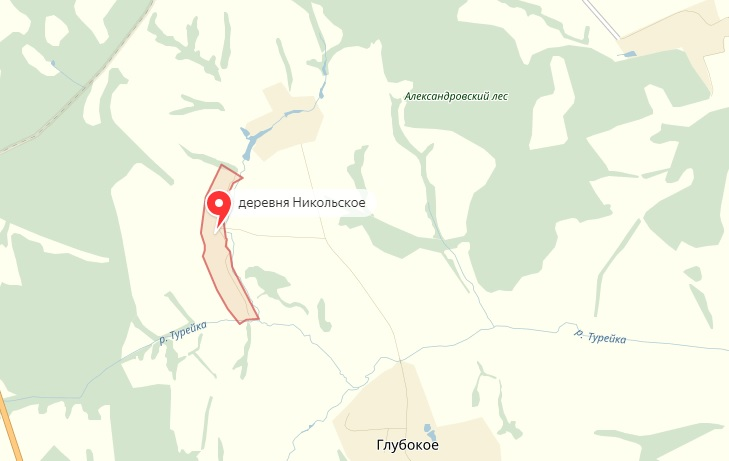 Александровский лес
деревня Никольское
р. Турейка
р. Турейка
Глубокое